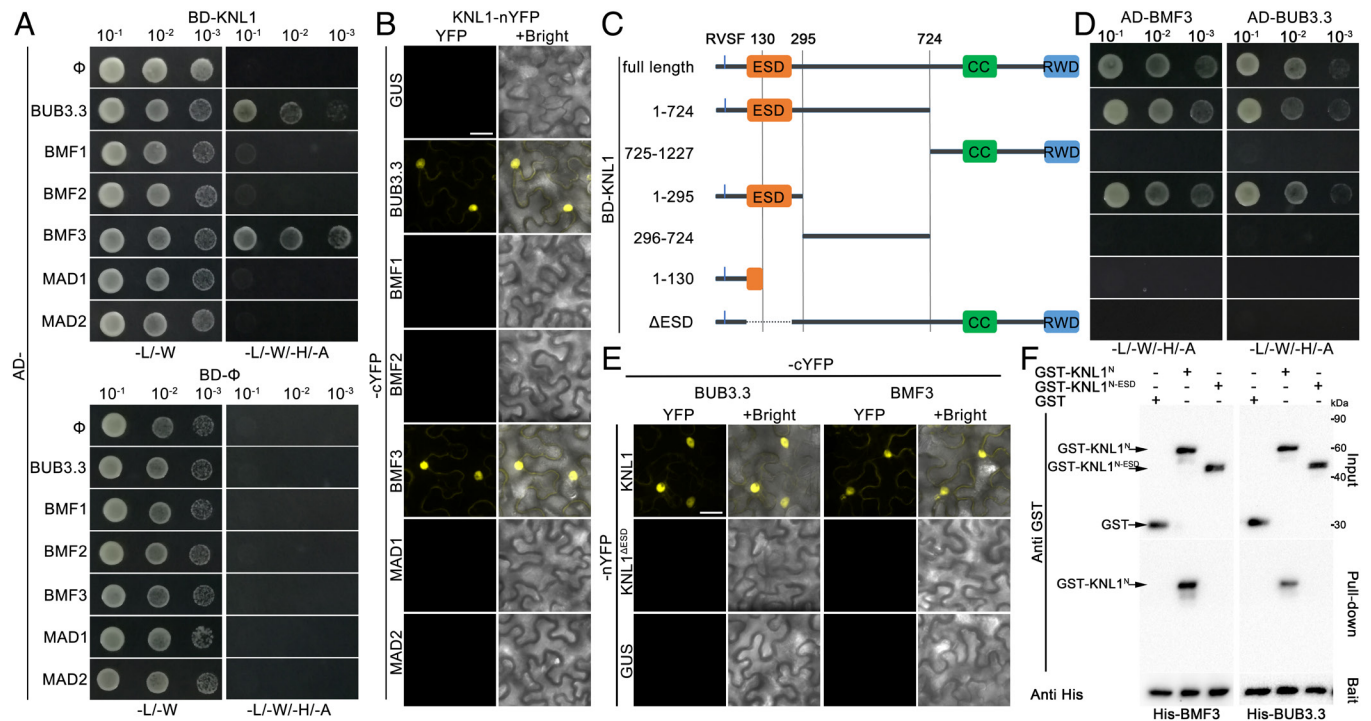 A
BD-KNL1
10-1 10-2 10-3 10-1 10-2 10-3
Φ
BUB3.3
BMF1
BMF2
BMF3
MAD1
MAD2
-L/-W -L/-W/-H/-A
AD-
BD-Φ
10-1 10-2 10-3 10-1 10-2 10-3
Φ
BUB3.3
BMF1
BMF2
BMF3
MAD1
MAD2
-L/-W -L/-W/-H/-A
B
KNL1-nYFP
YFP +Bright
GUS
BUB3.3
BMF1
BMF2
BMF3
MAD1
MAD2
-cYFP
C
RVSF 130 295 724
full length ESD CC RWD
1-724 ESD
725-1227 CC RWD
1-295 ESD
296-724
1-130
ΔESD CC RWD
BD-KNL1
D
AD-BMF3 AD-BUB3.3
10-1 10-2 10-3 10-1 10-2 10-3
-L/-W/-H/-A -L/-W/-H/-A
E
-cYFP
BUB3.3 BMF3
YFP +Bright YFP +Bright
KNL1
KNL1ΔESD
GUS
-nYFP
F
GST-KNL1N - + - - + -
GST-KNL1N-ESD - - + - - +
GST + - - + - -
kDa
-90
GST-KNL1N -60
GST-KNL1N-ESD -40
GST -30
Input
GST-KNL1N
Pull-down
Anti GST
Anti His
Bait
His-BMF3 His-BUB3.3